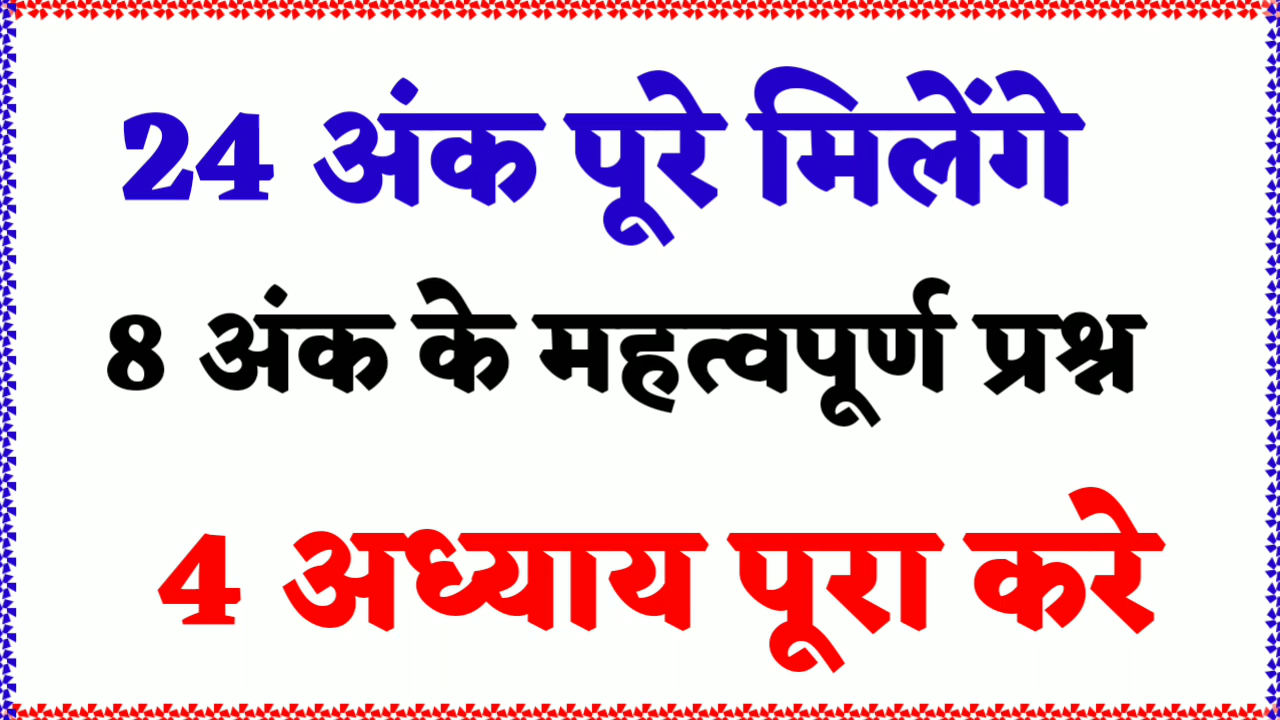 24 अंक पूरे मिलेंगे
8 अंक के महत्वपूर्ण प्रश्न
4 अध्याय पूरा करे